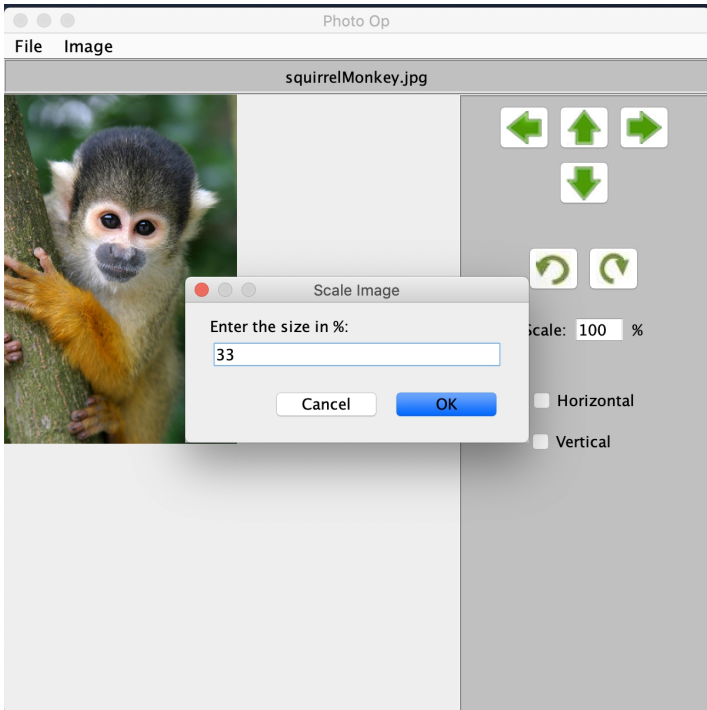 Photo Op
File Image
squirrelMonkey.jpg
Scale Image
Enter the size in %:
33
Cancel OK
Scale: 100 %
Horizontal
Vertical